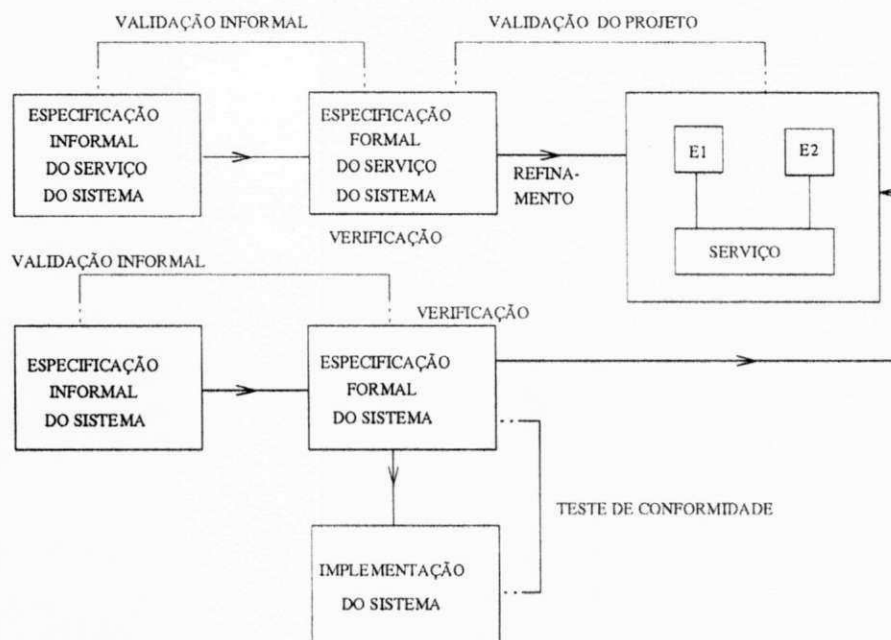 VALIDAÇÃO INFORMAL
VALIDAÇÃO DO PROJETO
ESPECIFICAÇÃO
INFORMAL
DO SERVIÇO
DO SISTEMA
ESPECIFICAÇÃO
FORMAL
DO SERVIÇO
DO SISTEMA
REFINA-
MENTO
E1
E2
SERVIÇO
VERIFICAÇÃO
VALIDAÇÃO INFORMAL
VERIFICAÇÃO
ESPECIFICAÇÃO
INFORMAL
DO SISTEMA
ESPECIFICAÇÃO
FORMAL
DO SISTEMA
TESTE DE CONFORMIDADE
IMPLEMENTAÇÃO
DO SISTEMA